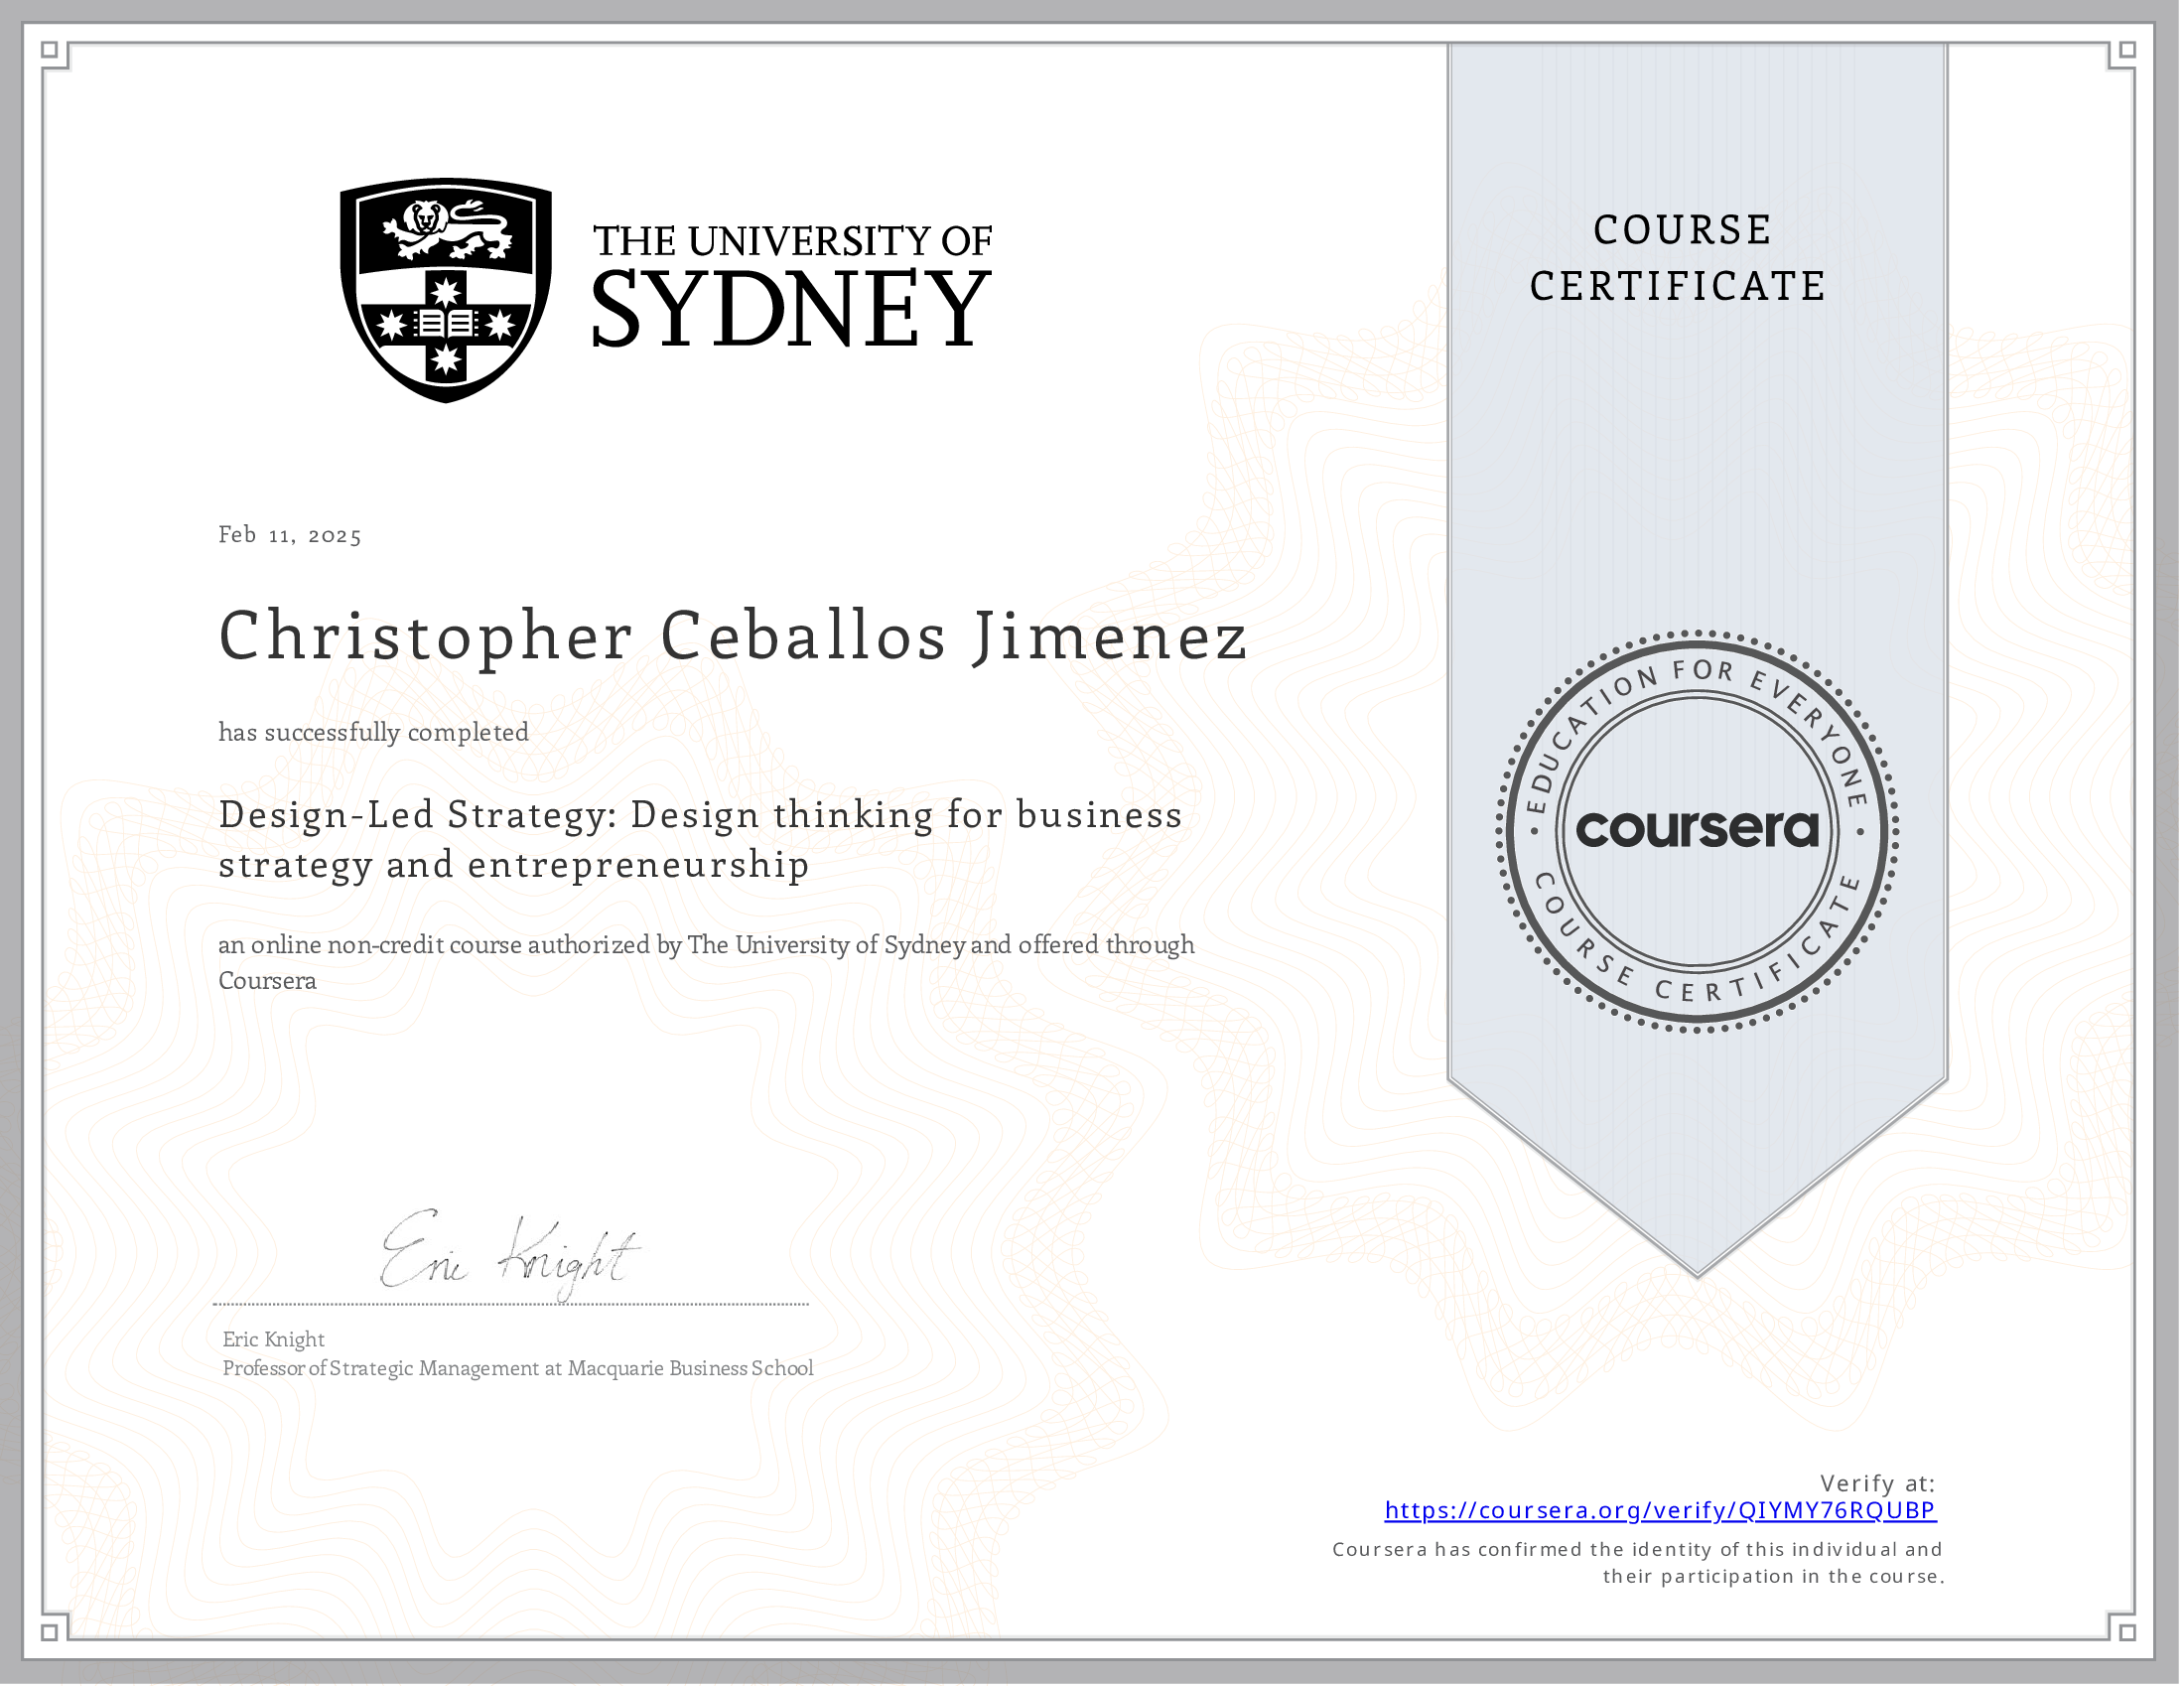 THE UNIVERSITY OF
SYDNEY
COURSE
CERTIFICATE
Feb 11, 2025
Christopher Ceballos Jimenez
has successfully completed
Design-Led Strategy: Design thinking for business
strategy and entrepreneurship
an online non-credit course authorized by The University of Sydney and offered through
Coursera
EDUCATION FOR EVERYONE
coursera
COURSE CERTIFICATE
Eric Knight
Eric Knight
Professor of Strategic Management at Macquarie Business School
Verify at:
https://coursera.org/verify/QIYMY76RQUBP
Coursera has confirmed the identity of this individual and
their participation in the course.